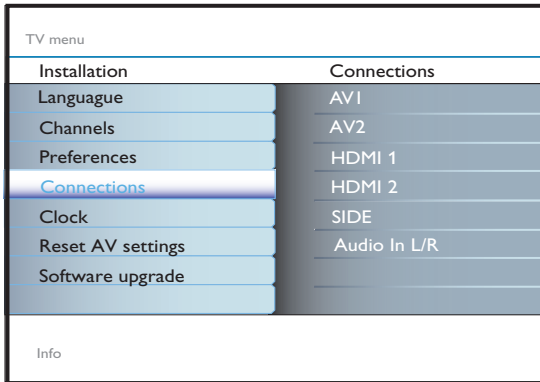 TV menu
Installation Connections
Languague AV1
Channels AV2
Preferences HDMI 1
Connections HDMI 2
Clock SIDE
Reset AV settings Audio In L/R
Software upgrade
Info